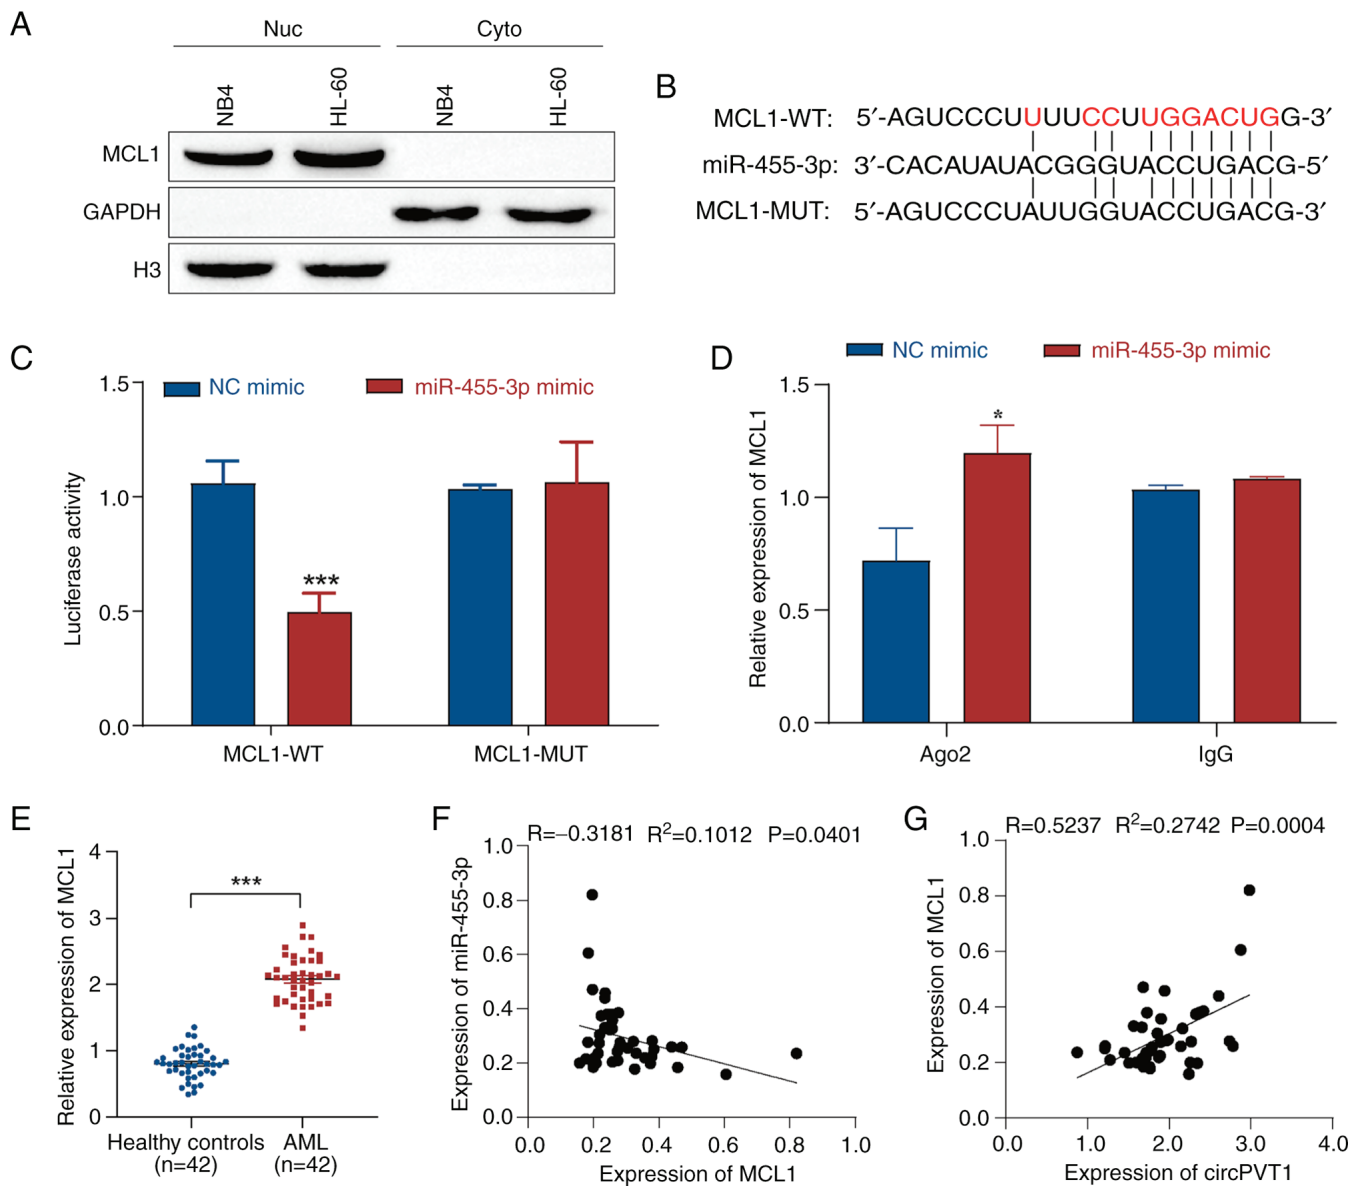 A
Nuc Cyto
NB4 HL-60 NB4 HL-60
MCL1
GAPDH
H3
B
MCL1-WT: 5′-AGUCCCUUUUCCUUGGACUGG-3′
miR-455-3p: 3′-CACAUAUACGGGUACCUGACG-5′
MCL1-MUT: 5′-AGUCCCUAUUGGUACCUGACG-3′
C
NC mimic miR-455-3p mimic
Luciferase activity
1.5
1.0
0.5
0.0
***
MCL1-WT MCL1-MUT
D
NC mimic miR-455-3p mimic
Relative expression of MCL1
1.5
1.0
0.5
0.0
*
Ago2 IgG
E
Relative expression of MCL1
4
3
2
1
0
***
Healthy controls (n=42)
AML (n=42)
F
R=−0.3181 R2=0.1012 P=0.0401
Expression of miR-455-3p
1.0
0.8
0.6
0.4
0.2
0.0
0.0 0.2 0.4 0.6 0.8 1.0
Expression of MCL1
G
R=0.5237 R2=0.2742 P=0.0004
Expression of MCL1
1.0
0.8
0.6
0.4
0.2
0.0
0.0 1.0 2.0 3.0 4.0
Expression of circPVT1